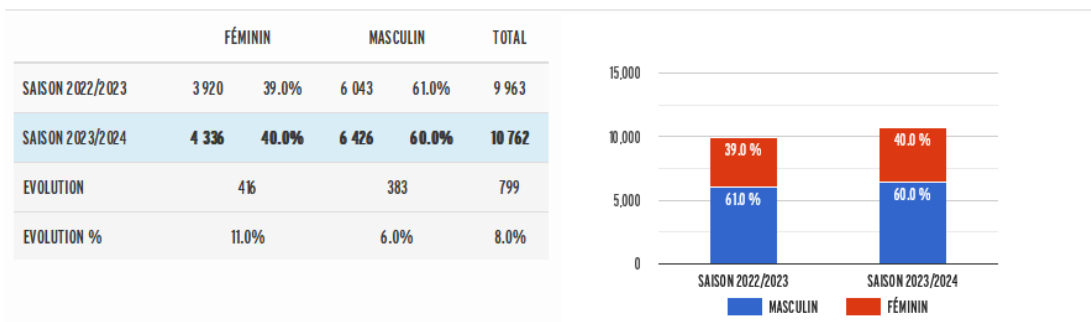 FÉMININ MASCULIN TOTAL
SAISON 2022/2023 3 920 39.0% 6 043 61.0% 9 963
SAISON 2023/2024 4 336 40.0% 6 426 60.0% 10 762
EVOLUTION 416 383 799
EVOLUTION % 11.0% 6.0% 8.0%
15,000
10,000
5,000
0
39.0 %
40.0 %
61.0 %
60.0 %
SAISON 2022/2023 SAISON 2023/2024
MASCULIN FÉMININ